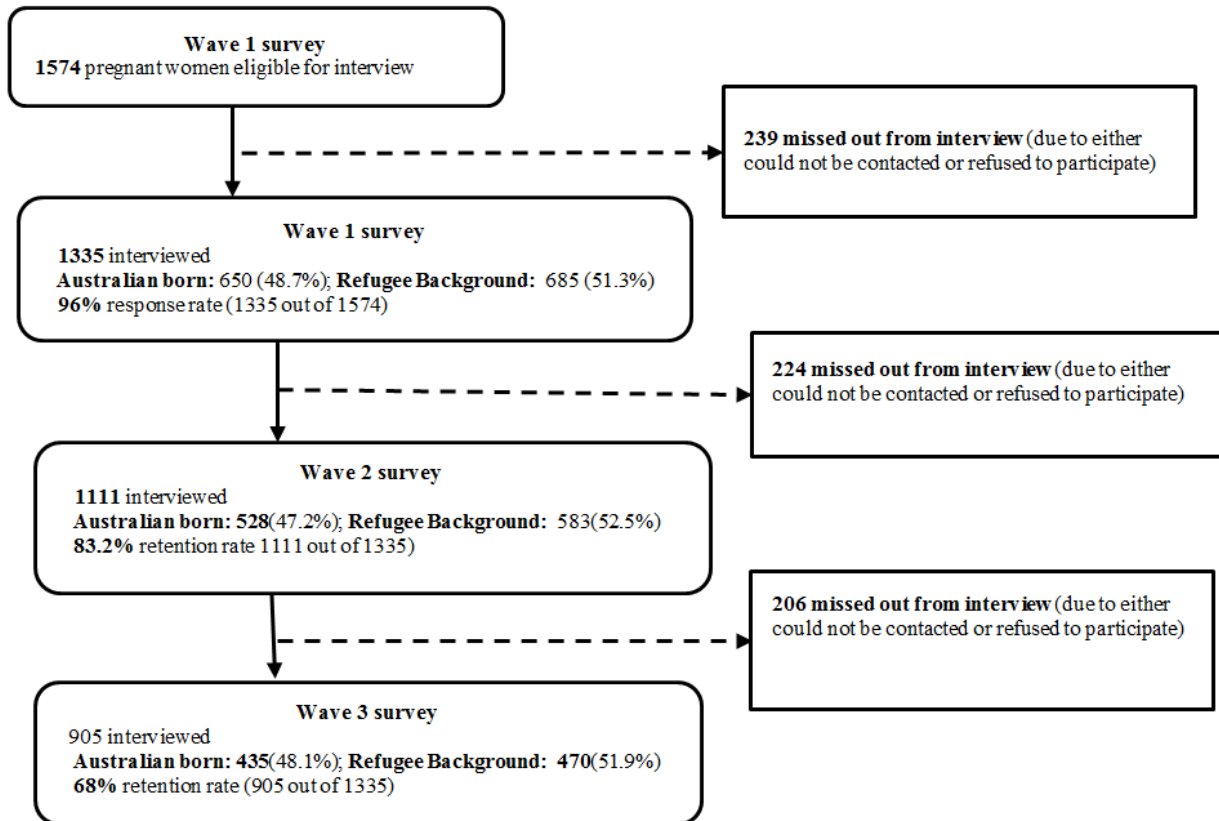 Wave 1 survey
1574 pregnant women eligible for interview
239 missed out from interview (due to either
could not be contacted or refused to participate)
Wave 1 survey
1335 interviewed
Australian born: 650 (48.7%); Refugee Background: 685 (51.3%)
96% response rate (1335 out of 1574)
224 missed out from interview (due to either
could not be contacted or refused to participate)
Wave 2 survey
1111 interviewed
Australian born: 528(47.2%); Refugee Background: 583(52.5%)
83.2% retention rate 1111 out of 1335)
206 missed out from interview (due to either
could not be contacted or refused to participate)
Wave 3 survey
905 interviewed
Australian born: 435(48.1%); Refugee Background: 470(51.9%)
68% retention rate (905 out of 1335)